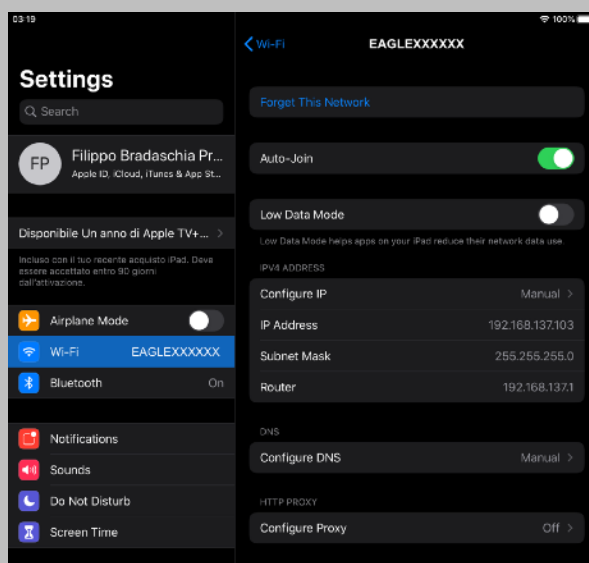 03:19
100%
Settings
Search
FP
Filippo Bradaschia Pr...
Apple ID, iCloud, iTunes & App St...
Disponibile Un anno di Apple TV+...
Incluso con il tuo recente acquisto iPad. Deve
essere accettato entro 90 giorni
dall'attivazione.
Airplane Mode
Wi-Fi EAGLEXXXXXX
Bluetooth On
Notifications
Sounds
Do Not Disturb
Screen Time
Wi-Fi
EAGLEXXXXXX
Forget This Network
Auto-Join
Low Data Mode
Low Data Mode helps apps on your iPad reduce their network data use.
IPV4 ADDRESS
Configure IP Manual
IP Address 192.168.137.103
Subnet Mask 255.255.255.0
Router 192.168.137.1
DNS
Configure DNS Manual
HTTP PROXY
Configure Proxy Off